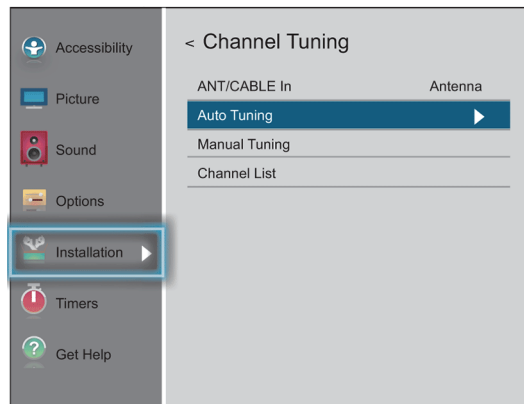 Accessibility
Picture
Sound
Options
Installation
Timers
? Get Help
< Channel Tuning
ANT/CABLE In Antenna
Auto Tuning
Manual Tuning
Channel List